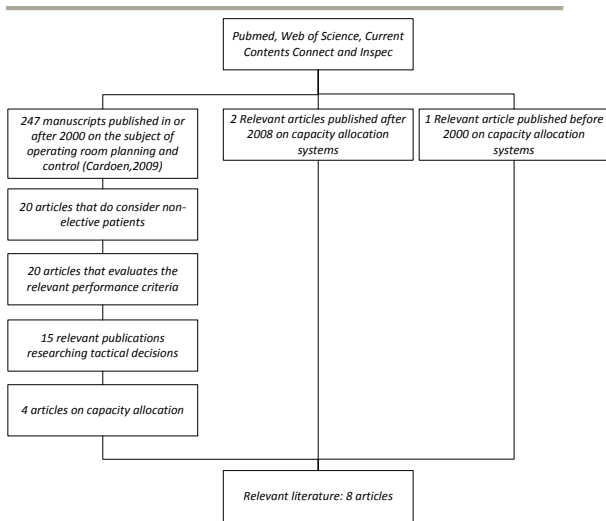 Pubmed, Web of Science, Current
Contents Connect and Inspec
247 manuscripts published in or
after 2000 on the subject of
operating room planning and
control (Cardoen,2009)
2 Relevant articles published after
2008 on capacity allocation
systems
1 Relevant article published before
2000 on capacity allocation
systems
20 articles that do consider non-
elective patients
20 articles that evaluates the
relevant performance criteria
15 relevant publications
researching tactical decisions
4 articles on capacity allocation
Relevant literature: 8 articles